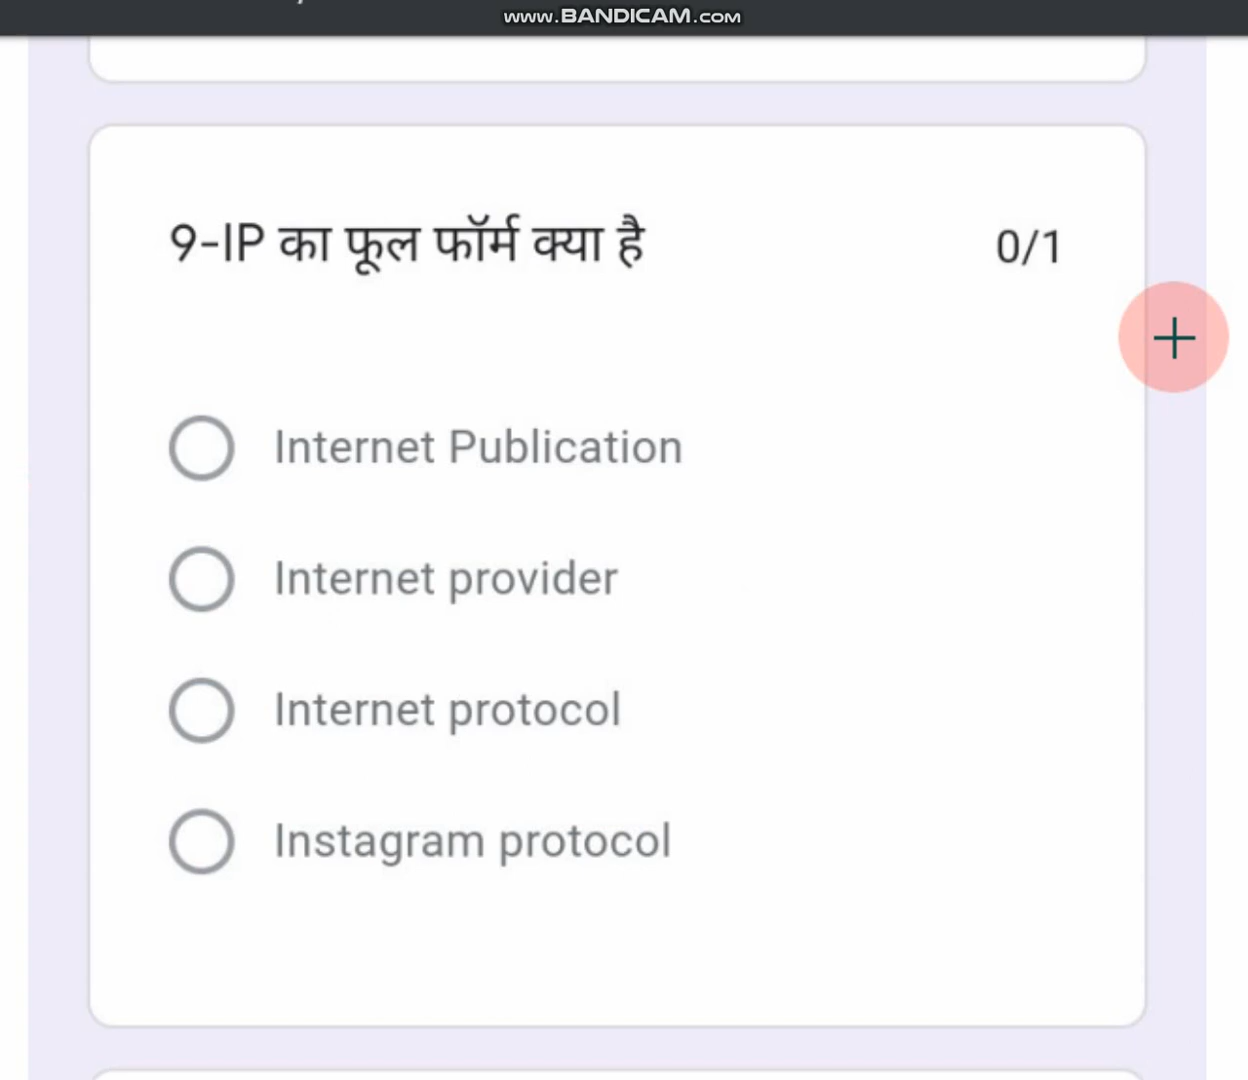 www.BANDICAM.com
9-IP का फूल फॉर्म क्या है
0/1
Internet Publication
Internet provider
Internet protocol
Instagram protocol